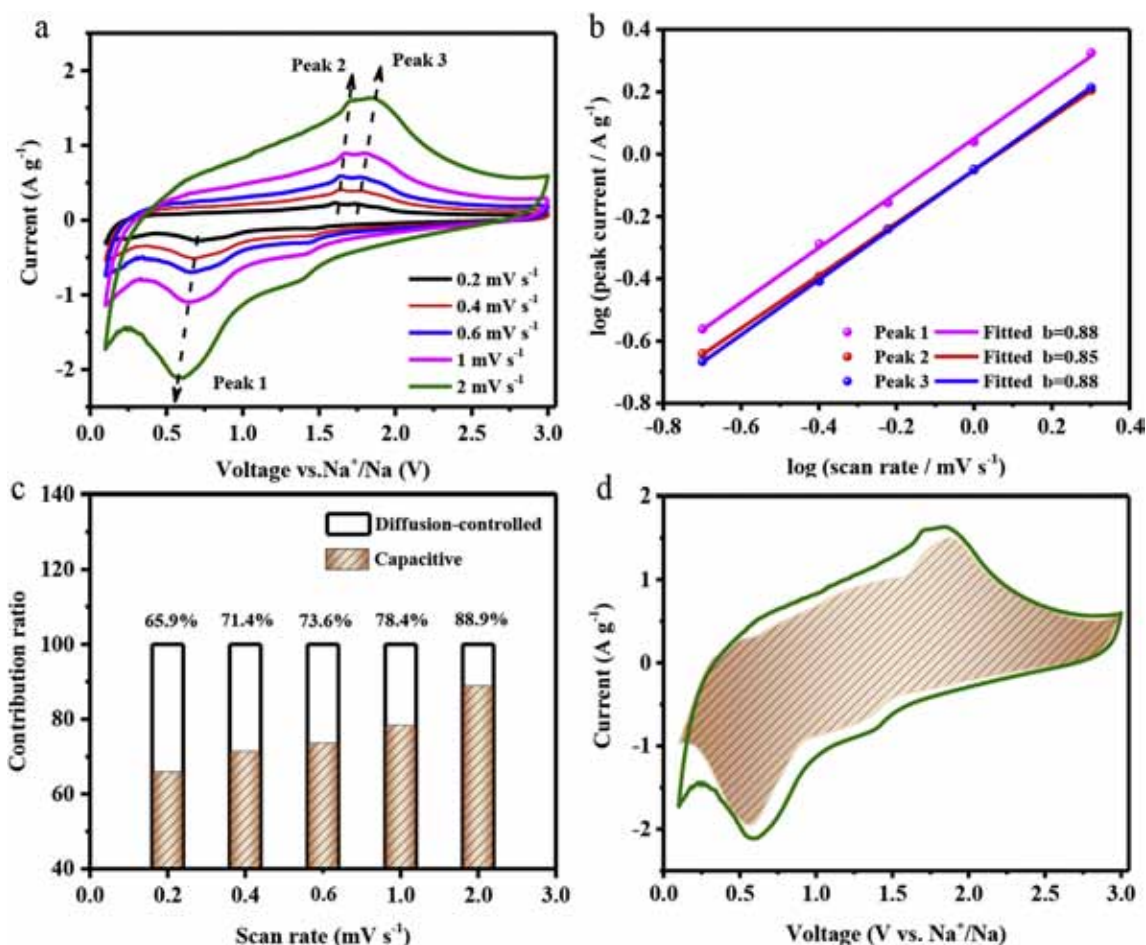 a
Peak 2
Peak 3
2
1
0
-1
-2
Current (A g⁻¹)
0.2 mV s⁻¹
0.4 mV s⁻¹
0.6 mV s⁻¹
1 mV s⁻¹
2 mV s⁻¹
Peak 1
0.0 0.5 1.0 1.5 2.0 2.5 3.0
Voltage vs.Na⁺/Na (V)
b
0.4
0.2
0.0
-0.2
-0.4
-0.6
-0.8
log (peak current / A g⁻¹)
Peak 1 Fitted b=0.88
Peak 2 Fitted b=0.85
Peak 3 Fitted b=0.88
-0.8 -0.6 -0.4 -0.2 0.0 0.2 0.4
log (scan rate / mV s⁻¹)
c
140
120
100
80
60
40
Contribution ratio
Diffusion-controlled
Capacitive
65.9% 71.4% 73.6% 78.4% 88.9%
0.0 0.2 0.4 0.6 1.0 2.0 3.0
Scan rate (mV s⁻¹)
d
2
1
0
-1
-2
Current (A g⁻¹)
0.0 0.5 1.0 1.5 2.0 2.5 3.0
Voltage (V vs. Na⁺/Na)